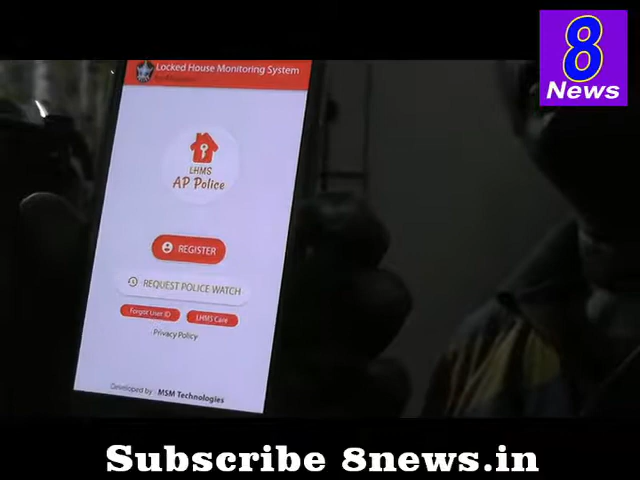 8
News
Locked House Monitoring System
LHMS
AP Police
REGISTER
REQUEST POLICE WATCH
Forgot User ID
LHMS Care
Privacy Policy
Developed by : MSM Technologies
Subscribe 8news.in